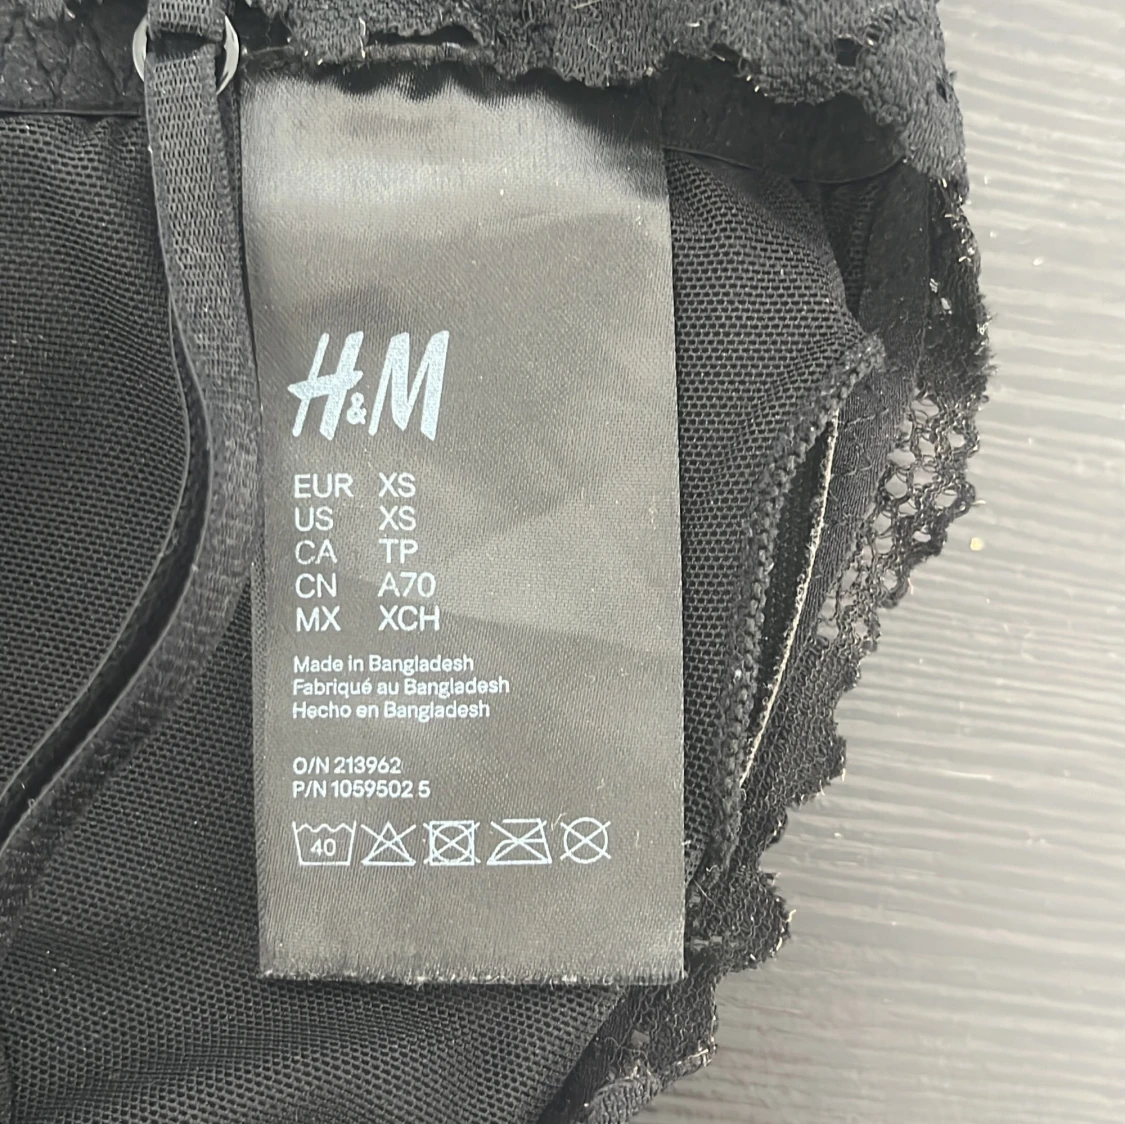 H&M
EUR XS
US XS
CA TP
CN A70
MX XCH
Made in Bangladesh
Fabriqué au Bangladesh
Hecho en Bangladesh
O/N 213962
P/N 1059502 5
40